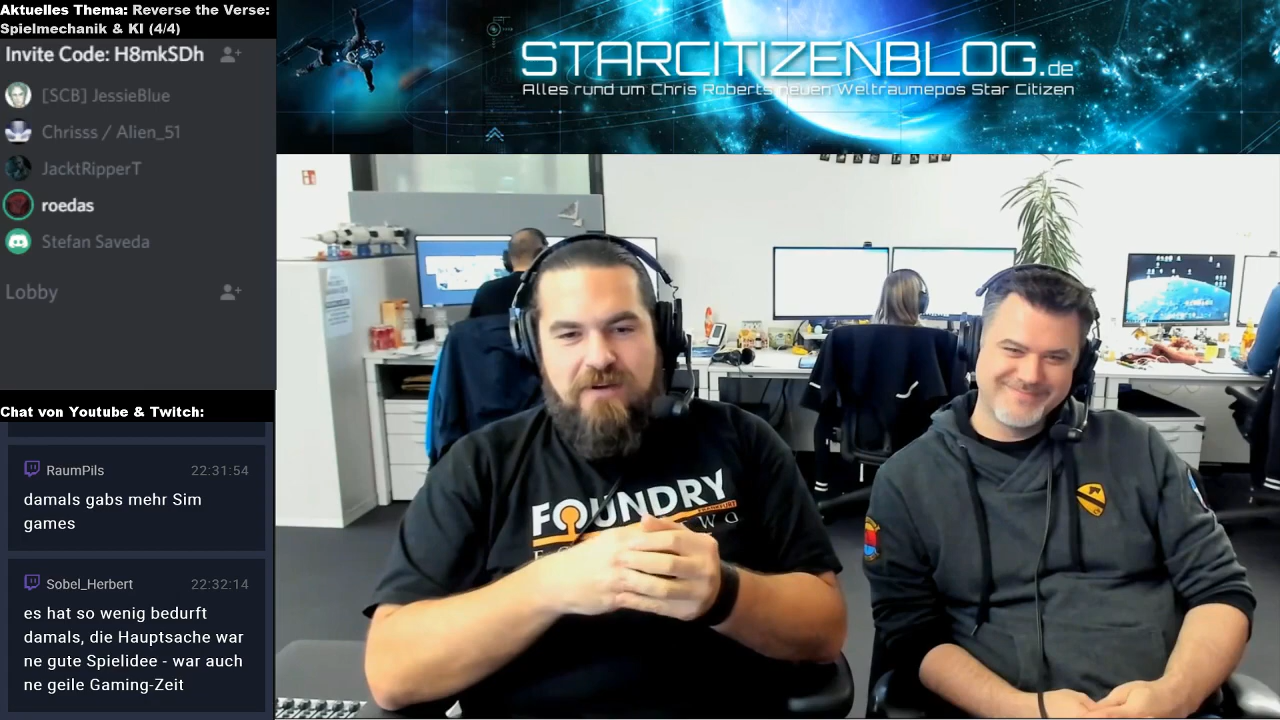 Aktuelles Thema: Reverse the Verse:
Spielmechanik & KI (4/4)
Invite Code: H8mkSDh
[SCB] JessieBlue
Chrisss / Alien_51
JacktRipperT
roedas
Stefan Saveda
Lobby
Chat von Youtube & Twitch:
RaumPils 22:31:54
damals gabs mehr Sim
games
Sobel_Herbert 22:32:14
es hat so wenig bedurft
damals, die Hauptsache war
ne gute Spielidee - war auch
ne geile Gaming-Zeit
STARCITIZENBLOG.de
Alles rund um Chris Roberts neuen Weltraumepos Star Citizen
FOUNDRY
FRANKFURT